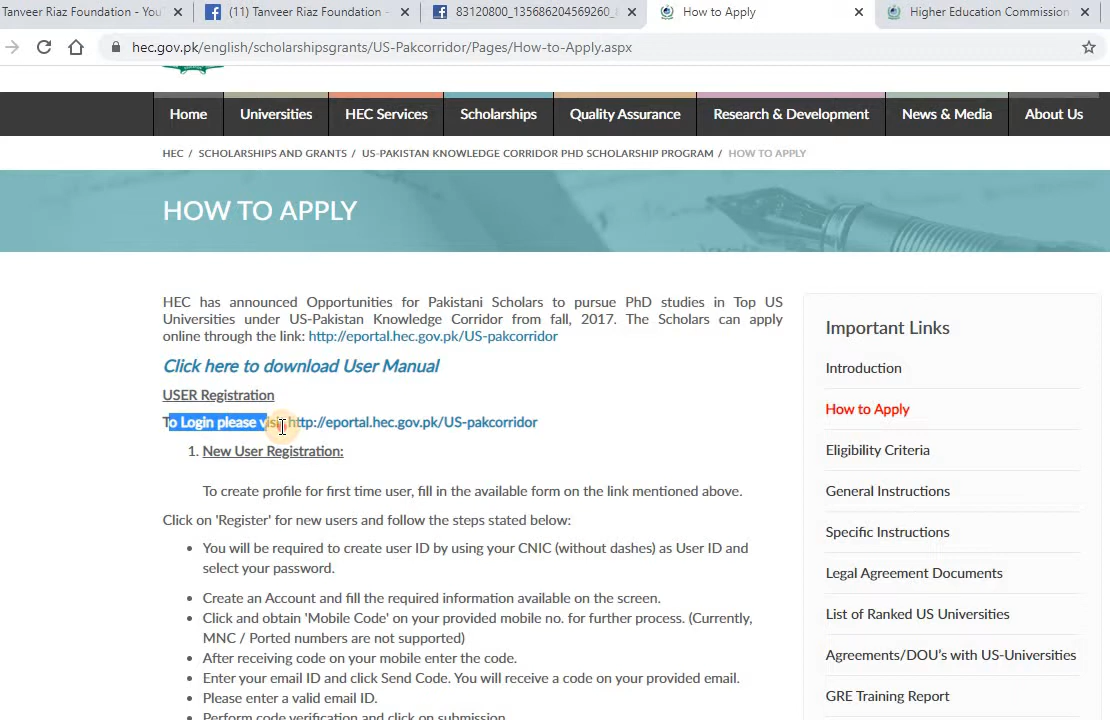 Tanveer Riaz Foundation - You
(11) Tanveer Riaz Foundation -
83120800_135686204569260_
How to Apply
Higher Education Commission
hec.gov.pk/english/scholarshipsgrants/US-Pakcorridor/Pages/How-to-Apply.aspx
Home
Universities
HEC Services
Scholarships
Quality Assurance
Research & Development
News & Media
About Us
HEC / SCHOLARSHIPS AND GRANTS / US-PAKISTAN KNOWLEDGE CORRIDOR PHD SCHOLARSHIP PROGRAM / HOW TO APPLY
HOW TO APPLY
HEC has announced Opportunities for Pakistani Scholars to pursue PhD studies in Top US
Universities under US-Pakistan Knowledge Corridor from fall, 2017. The Scholars can apply
online through the link: http://eportal.hec.gov.pk/US-pakcorridor
Click here to download User Manual
USER Registration
To Login please visit http://eportal.hec.gov.pk/US-pakcorridor
1. New User Registration:
To create profile for first time user, fill in the available form on the link mentioned above.
Click on 'Register' for new users and follow the steps stated below:
• You will be required to create user ID by using your CNIC (without dashes) as User ID and
select your password.
• Create an Account and fill the required information available on the screen.
• Click and obtain 'Mobile Code' on your provided mobile no. for further process. (Currently,
MNC / Ported numbers are not supported)
• After receiving code on your mobile enter the code.
• Enter your email ID and click Send Code. You will receive a code on your provided email.
• Please enter a valid email ID.
• Perform code verification and click on submission
Important Links
Introduction
How to Apply
Eligibility Criteria
General Instructions
Specific Instructions
Legal Agreement Documents
List of Ranked US Universities
Agreements/DOU's with US-Universities
GRE Training Report